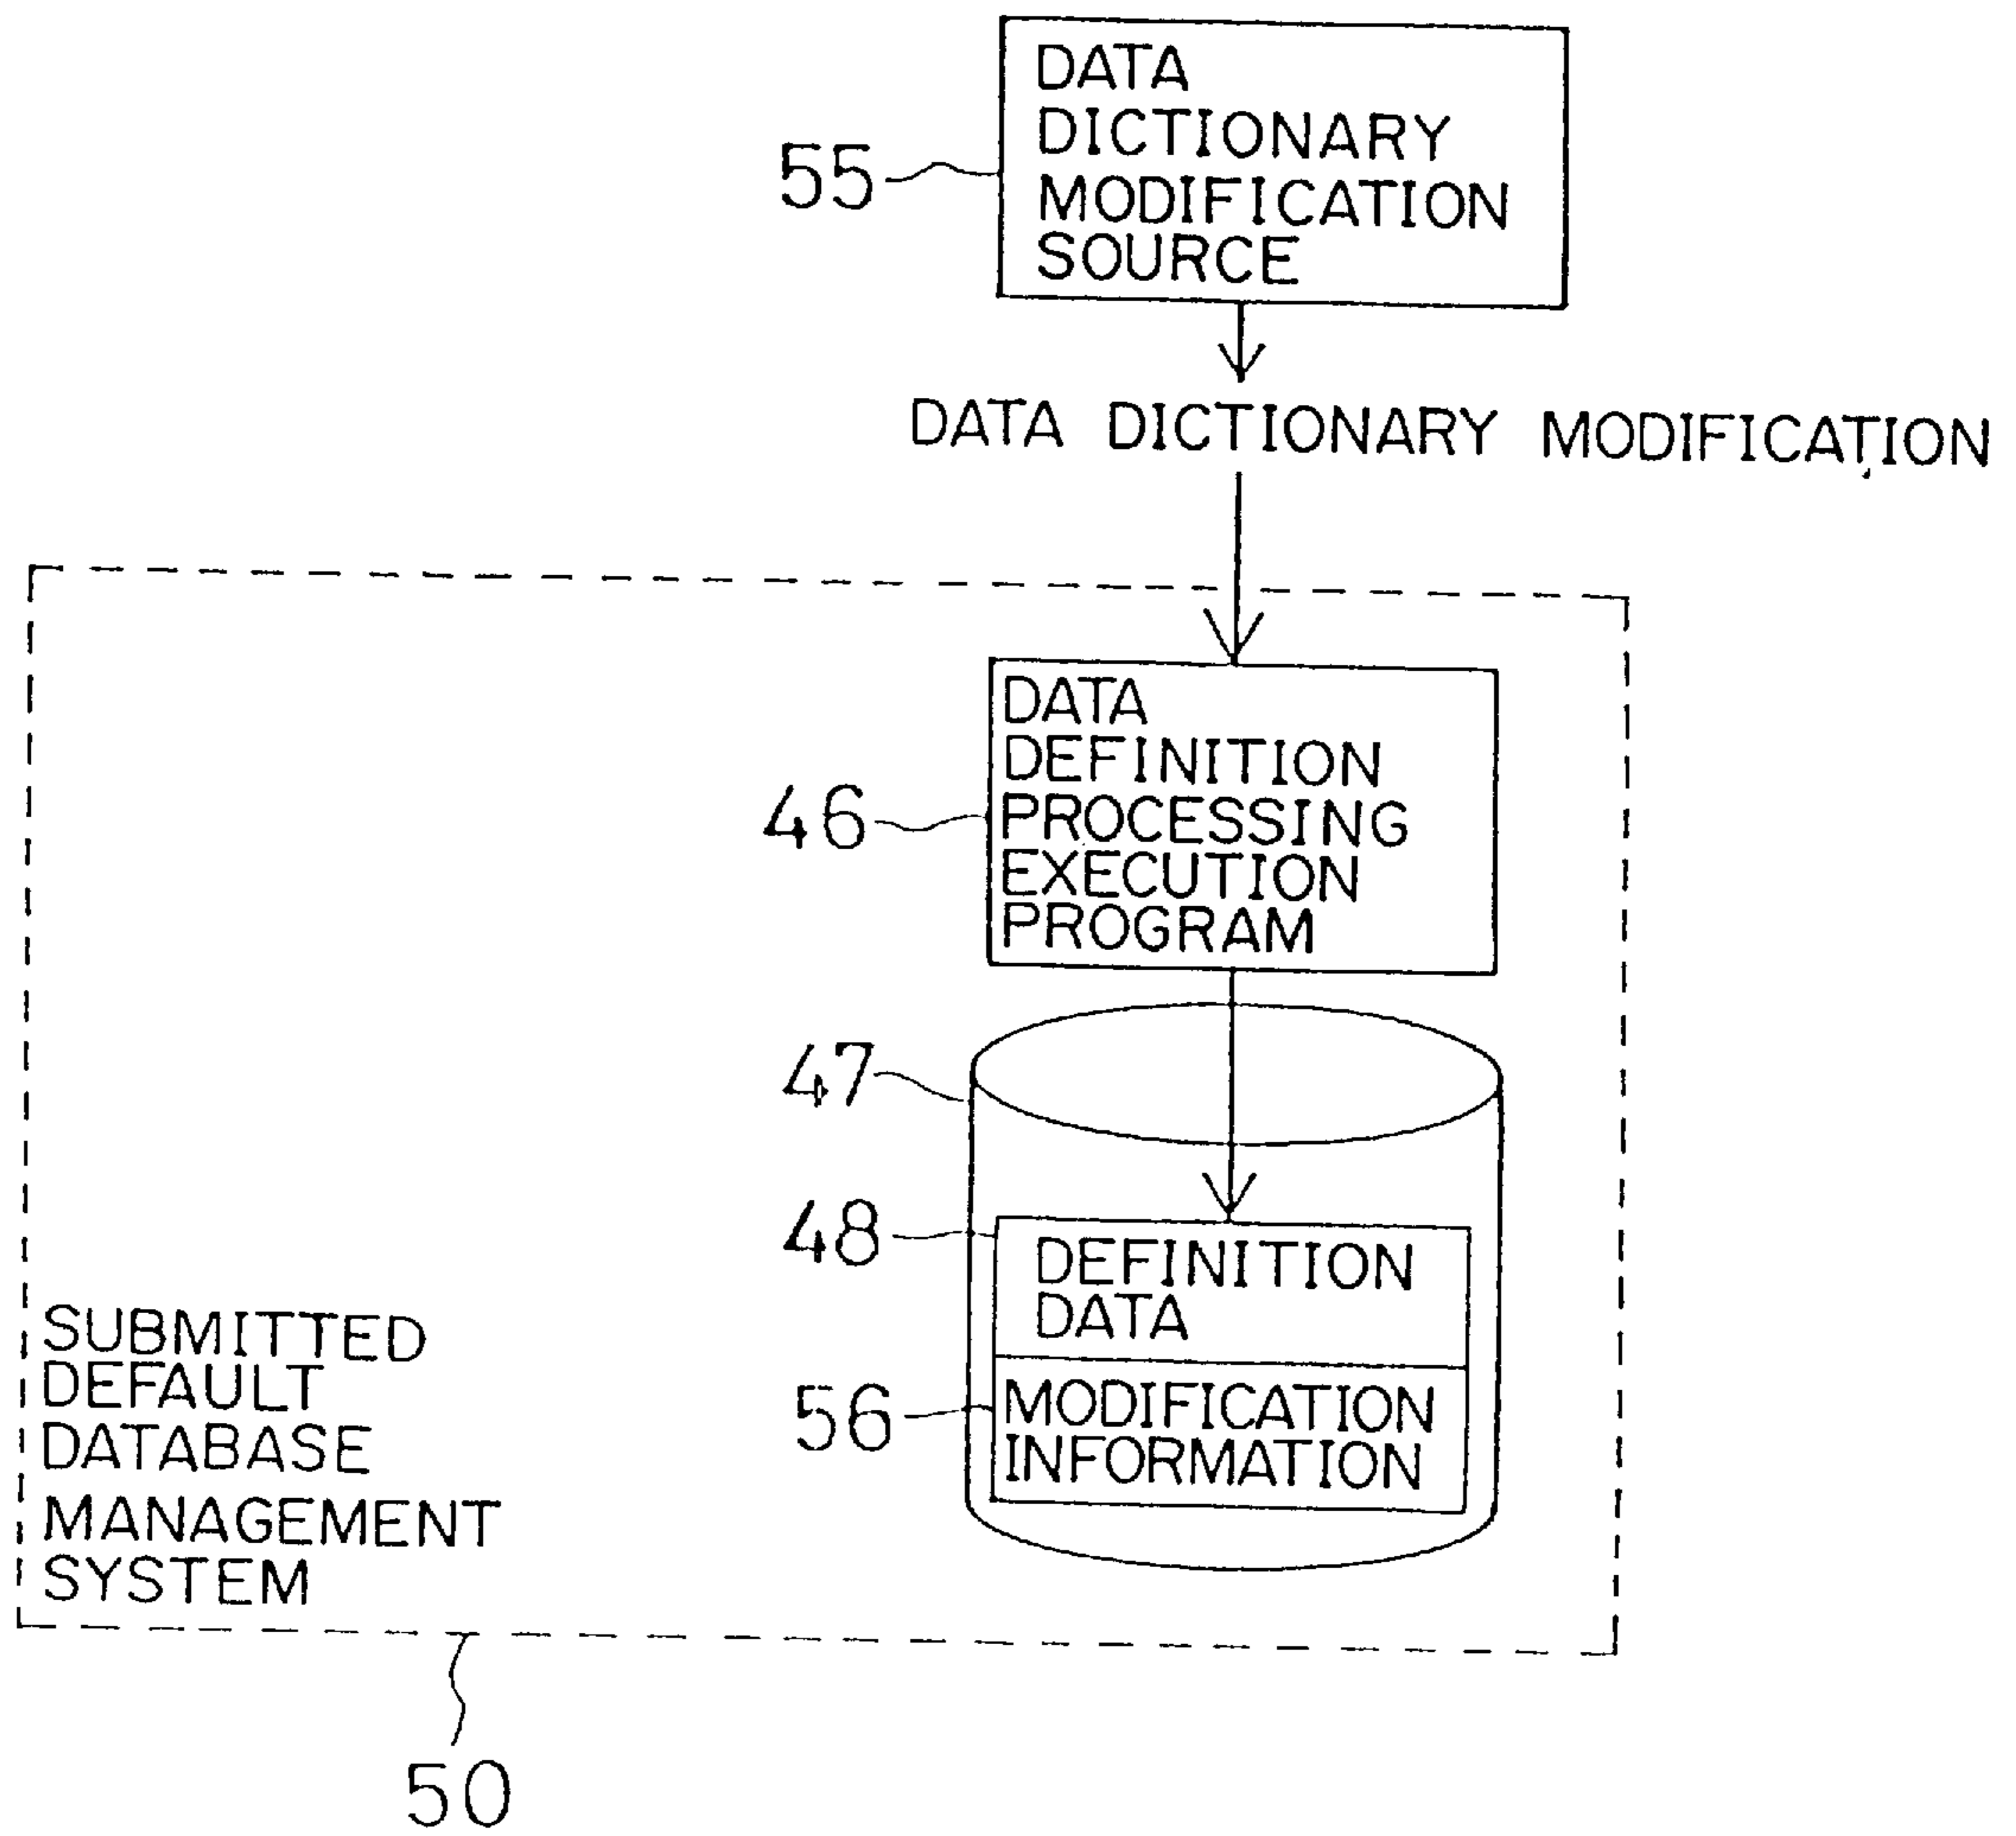 DATA
DICTIONARY
MODIFICATION
SOURCE
55
DATA DICTIONARY MODIFICATION
DATA
DEFINITION
PROCESSING
EXECUTION
PROGRAM
46
47
48
DEFINITION
DATA
56
MODIFICATION
INFORMATION
SUBMITTED
DEFAULT
DATABASE
MANAGEMENT
SYSTEM
50